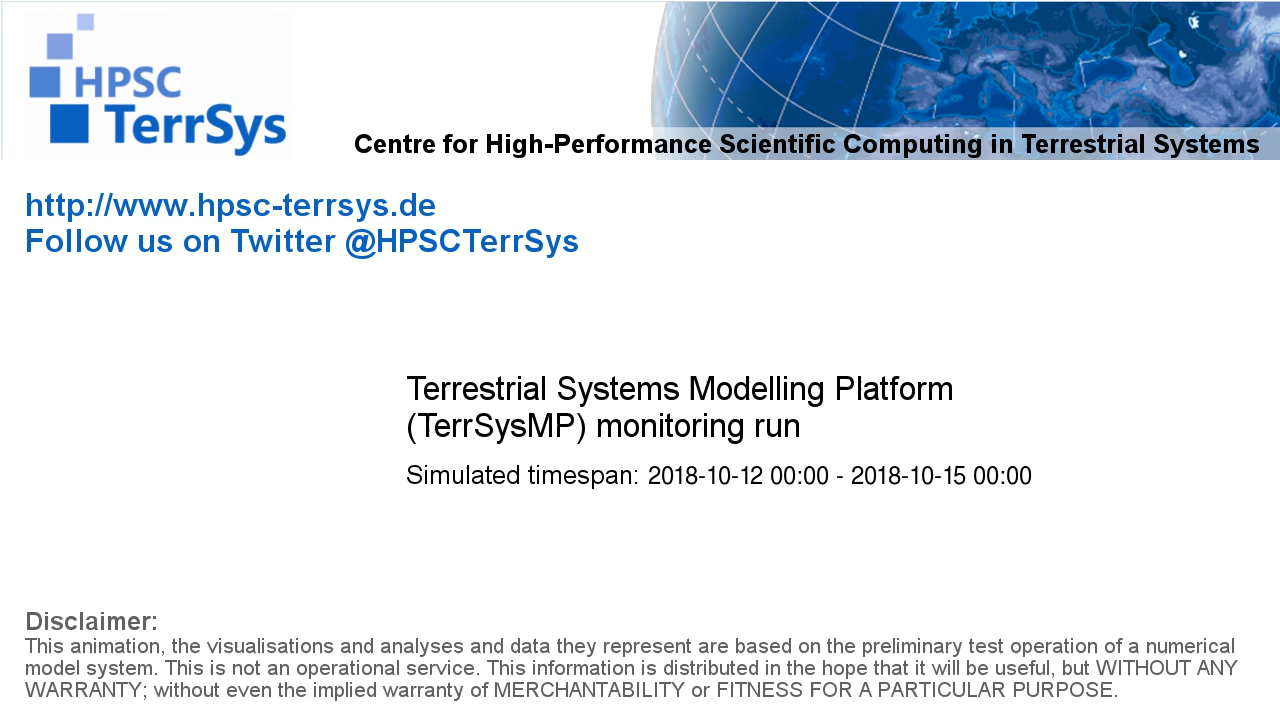 HPSC
TerrSys
Centre for High-Performance Scientific Computing in Terrestrial Systems
http://www.hpsc-terrsys.de
Follow us on Twitter @HPSCTerrSys
Terrestrial Systems Modelling Platform
(TerrSysMP) monitoring run
Simulated timespan: 2018-10-12 00:00 - 2018-10-15 00:00
Disclaimer:
This animation, the visualisations and analyses and data they represent are based on the preliminary test operation of a numerical
model system. This is not an operational service. This information is distributed in the hope that it will be useful, but WITHOUT ANY
WARRANTY; without even the implied warranty of MERCHANTABILITY or FITNESS FOR A PARTICULAR PURPOSE.